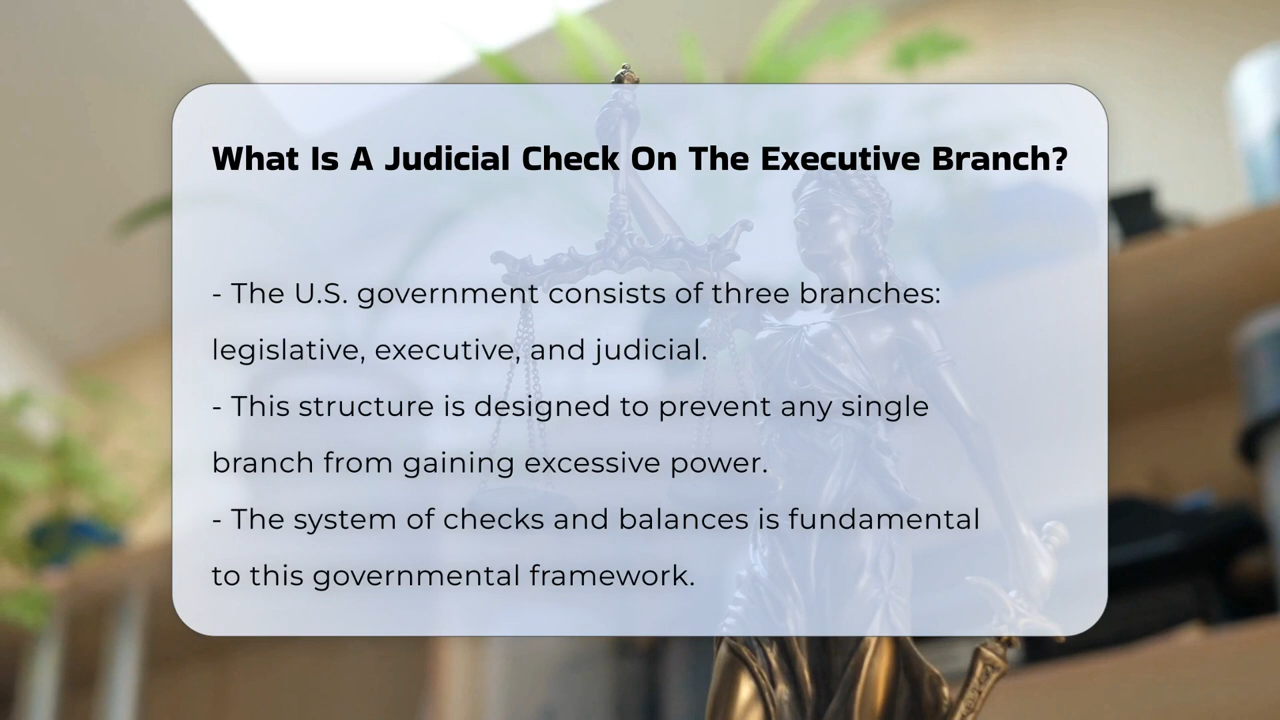 What Is A Judicial Check On The Executive Branch?
- The U.S. government consists of three branches:
legislative, executive, and judicial.
- This structure is designed to prevent any single
branch from gaining excessive power.
- The system of checks and balances is fundamental
to this governmental framework.